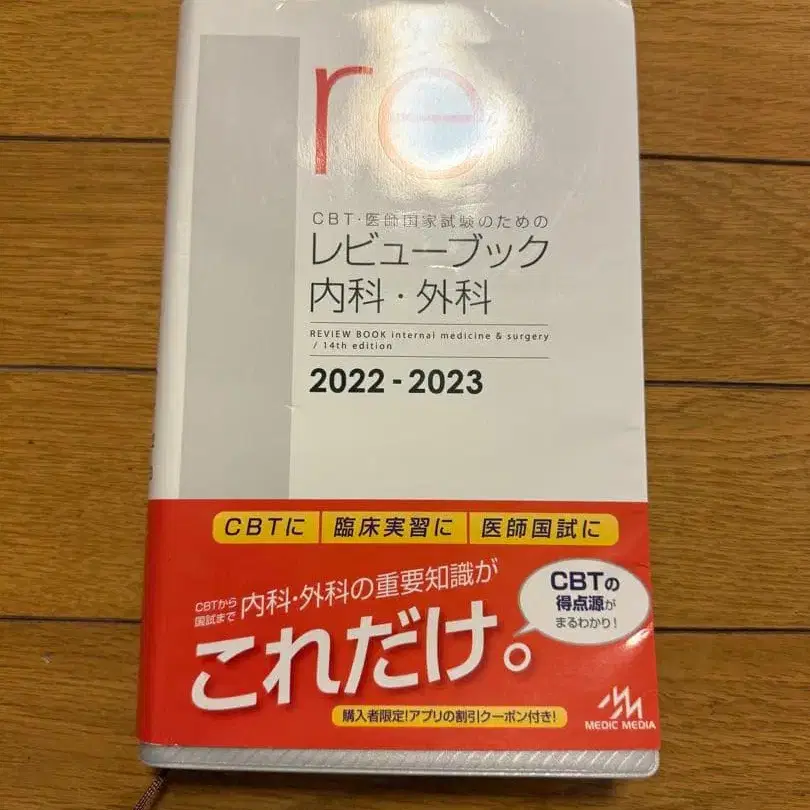 re
CBT・医師国家試験のための
レビューブック
内科・外科
REVIEW BOOK internal medicine & surgery
/ 14th edition
2022-2023
CBTに 臨床実習に 医師国試に
CBTから
国試まで
内科・外科の重要知識が
これだけ。
CBTの
得点源が
まるわかり!
購入者限定!アプリの割引クーポン付き!
MEDIC MEDIA